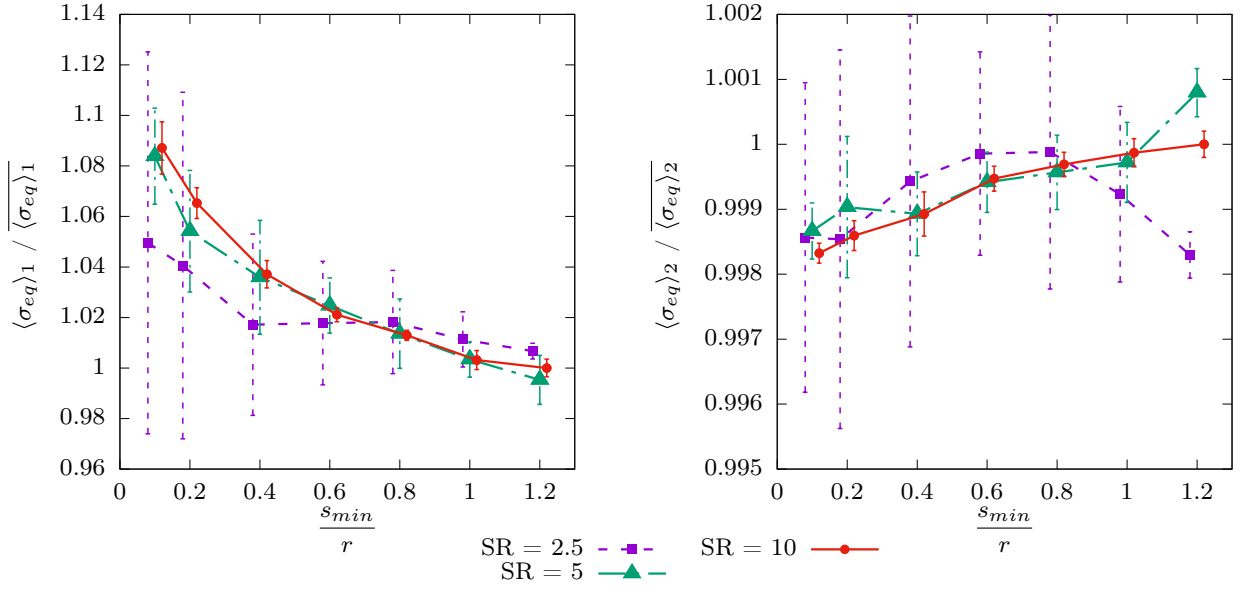 1.14
1.12
1.1
1.08
1.06
1.04
1.02
1
0.98
0.96
⟨σeq⟩1 / ⟨σeq⟩1
0 0.2 0.4 0.6 0.8 1 1.2
smin
r
1.002
1.001
1
0.999
0.998
0.997
0.996
0.995
⟨σeq⟩2 / ⟨σeq⟩2
0 0.2 0.4 0.6 0.8 1 1.2
smin
r
SR = 2.5
SR = 5
SR = 10